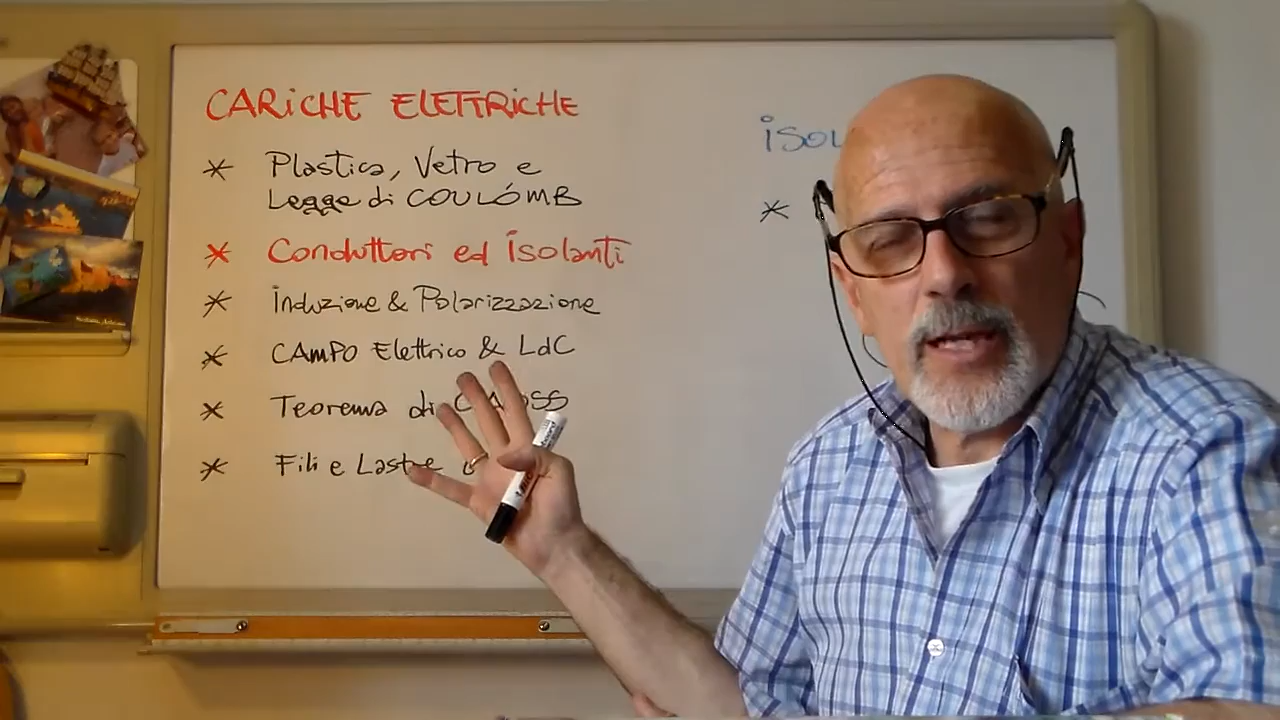 CARICHE ELETTRICHE
* Plastica, Vetro e
Legge di COULÓMB
* Conduttori ed Isolanti
* Induzione & Polarizzazione
* CAMPO Elettrico & LdC
* Teorema di
* Fili e Lastre
ISOL
*